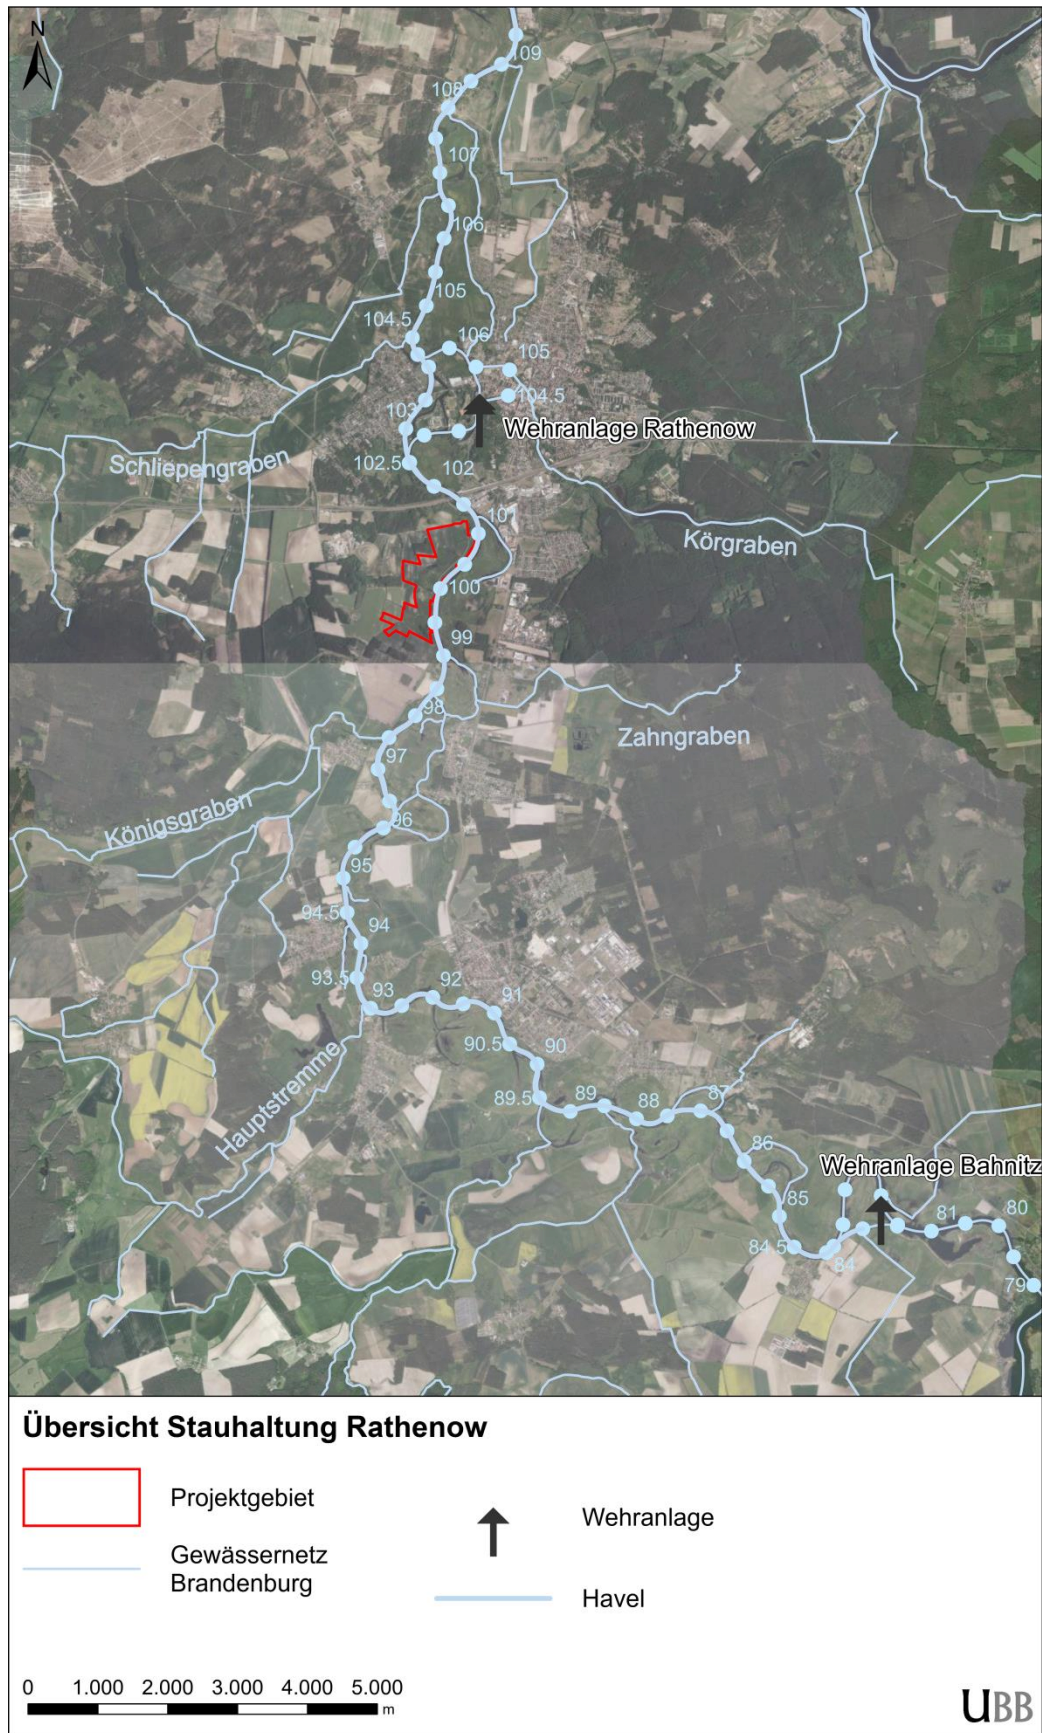 N
109
108
107
106
105
104.5
106
105
104.5
103
Wehranlage Rathenow
Schliepengraben
102.5
102
101
Körgraben
100
99
98
Zahngraben
97
Königsgraben
96
95
94.5
94
93.5
93
92
91
90.5
90
Hauptstremme
89.5
89
88
87
86
Wehranlage Bahnitz
85
84.5
84
81
80
79
Übersicht Stauhaltung Rathenow
Projektgebiet
Wehranlage
Gewässernetz
Brandenburg
Havel
0 1.000 2.000 3.000 4.000 5.000
m
UBB